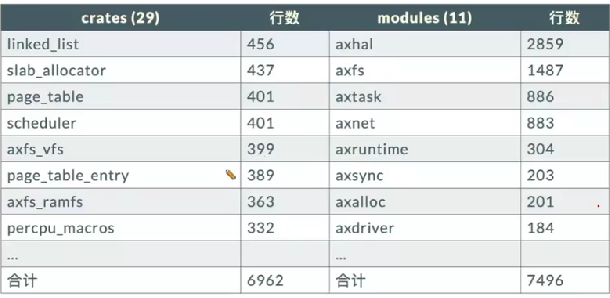 crates (29) 行数 modules (11) 行数
linked_list 456 axhal 2859
slab_allocator 437 axfs 1487
page_table 401 axtask 886
scheduler 401 axnet 883
axfs_vfs 399 axruntime 304
page_table_entry 389 axsync 203
axfs_ramfs 363 axalloc 201
percpu_macros 332 axdriver 184
... ...
合计 6962 合计 7496